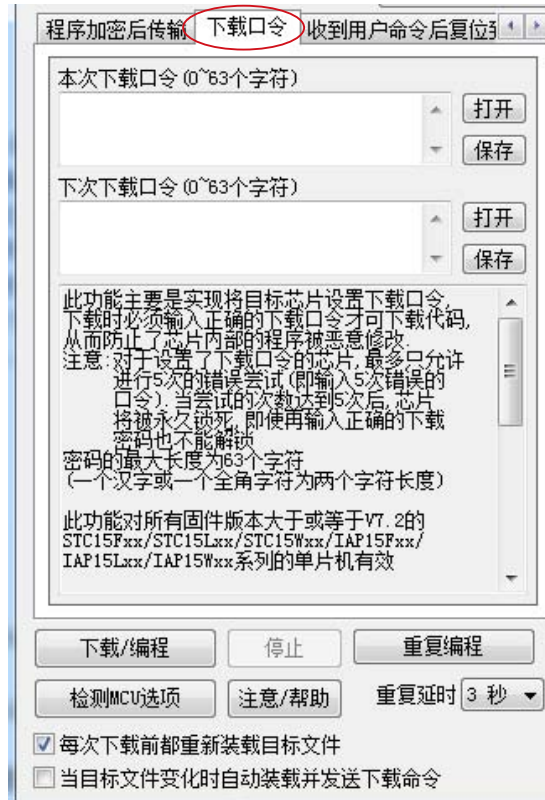 程序加密后传输 下载口令 收到用户命令后复位到
本次下载口令(0~63个字符)
打开
保存
下次下载口令(0~63个字符)
打开
保存
此功能主要是实现将目标芯片设置下载口令,
下载时必须输入正确的下载口令才可下载代码,
从而防止了芯片内部的程序被恶意修改.
注意:对于设置了下载口令的芯片,最多只允许
进行5次的错误尝试(即输入5次错误的
口令).当尝试的次数达到5次后,芯片
将被永久锁死,即使再输入正确的下载
密码也不能解锁
密码的最大长度为63个字符
(一个汉字或一个全角字符为两个字符长度)
此功能对所有固件版本大于或等于V7.2的
STC15Fxx/STC15Lxx/STC15Wxx/IAP15Fxx/
IAP15Lxx/IAP15Wxx系列的单片机有效
下载/编程 停止 重复编程
检测MCU选项 注意/帮助 重复延时 3 秒
每次下载前都重新装载目标文件
当目标文件变化时自动装载并发送下载命令